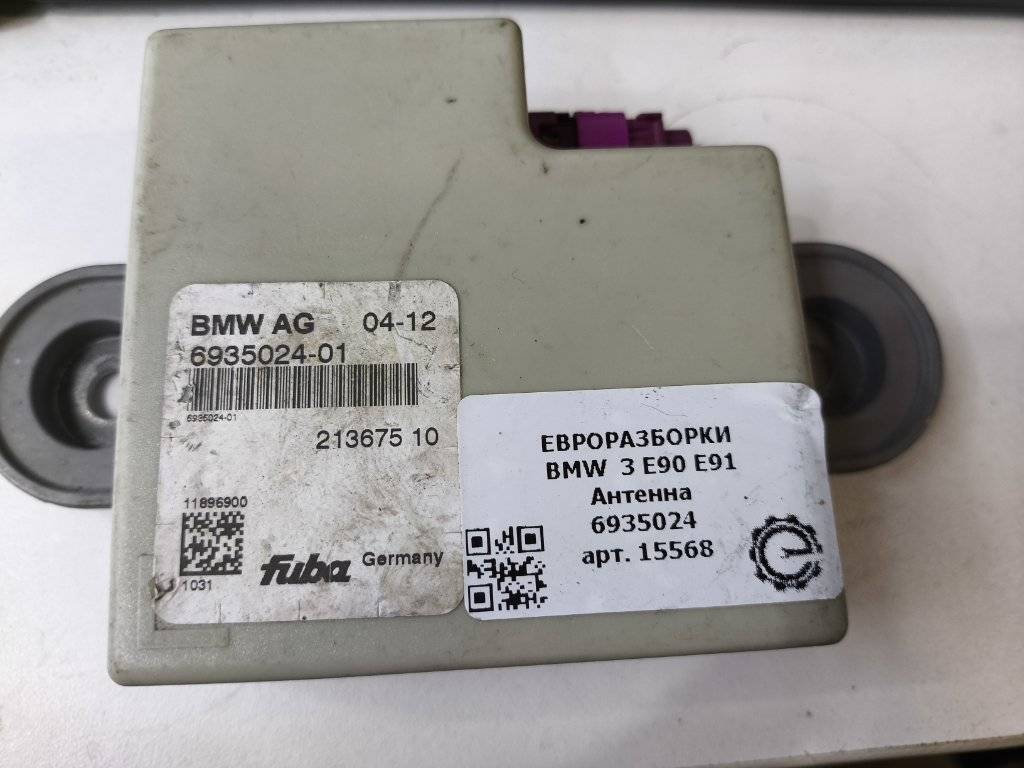 BMW AG 04-12
6935024-01
6935024-01
213675 10
11896900
1031
fuba Germany
ЕВРОРАЗБОРКИ
BMW 3 E90 E91
Антенна
6935024
арт. 15568